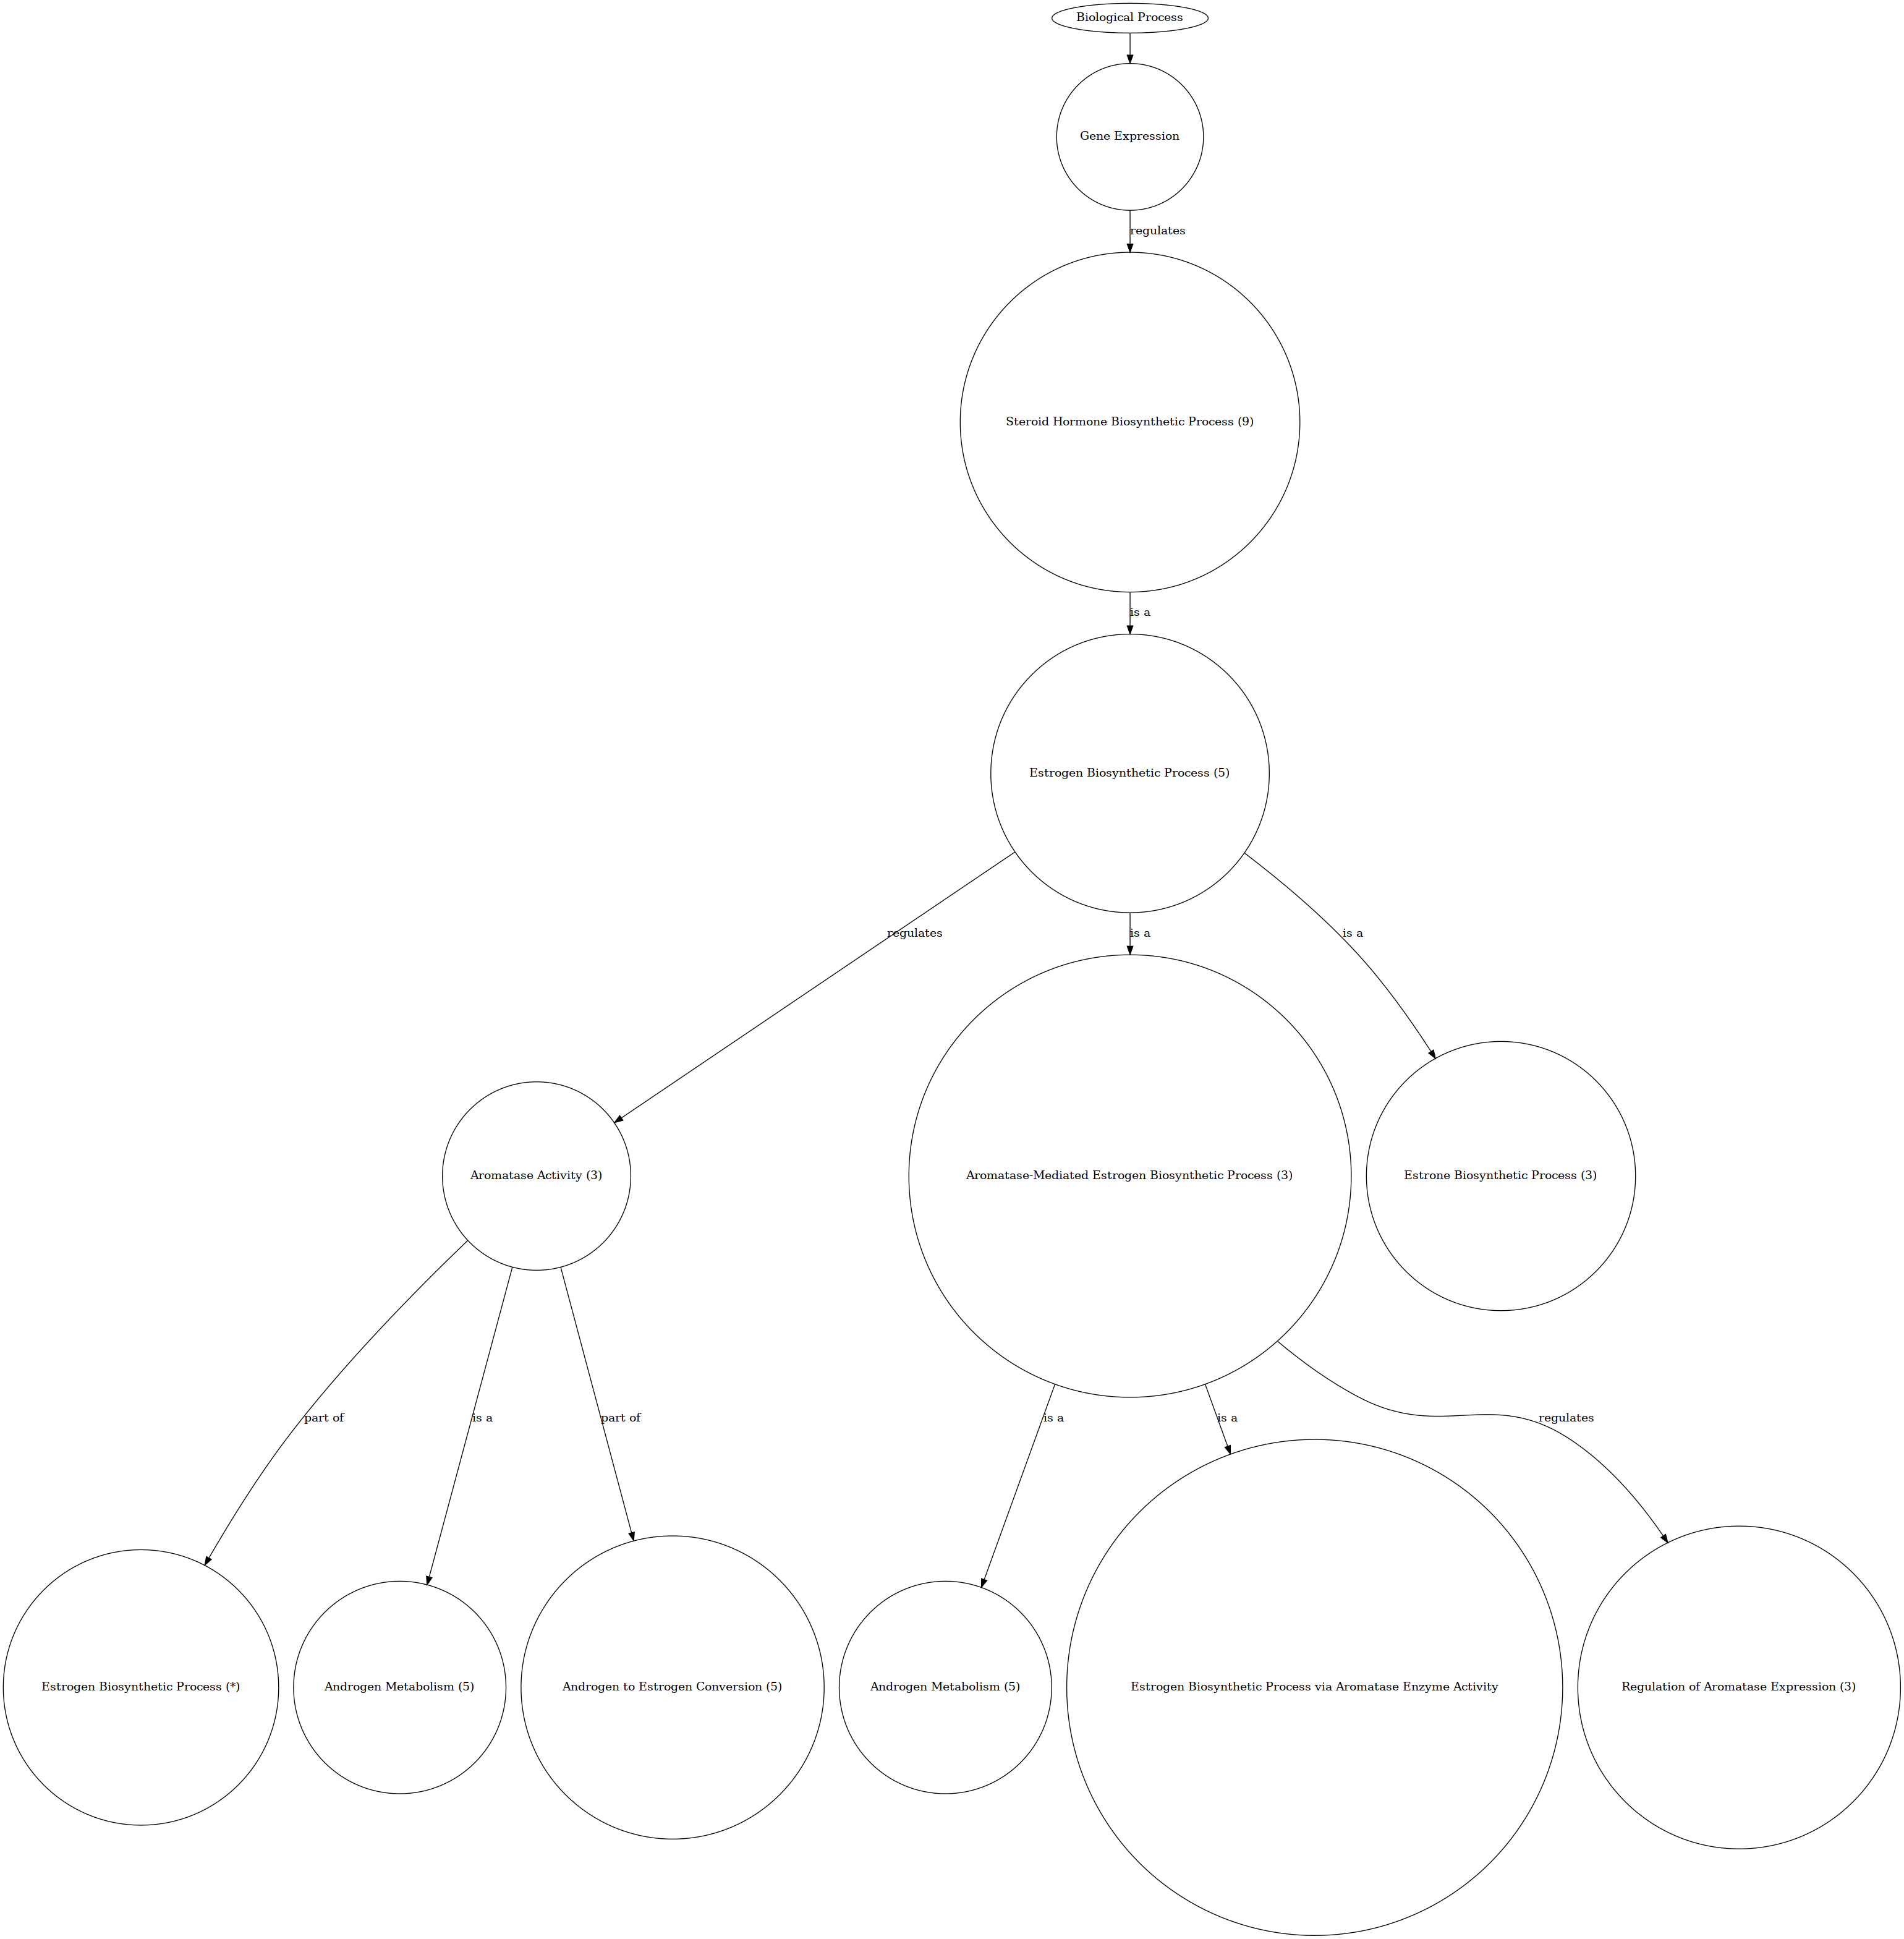 Biological Process
Gene Expression
regulates
Steroid Hormone Biosynthetic Process (9)
is a
Estrogen Biosynthetic Process (5)
regulates
is a
is a
Aromatase Activity (3)
Aromatase-Mediated Estrogen Biosynthetic Process (3)
Estrone Biosynthetic Process (3)
part of
is a
part of
is a
is a
regulates
Estrogen Biosynthetic Process (*)
Androgen Metabolism (5)
Androgen to Estrogen Conversion (5)
Androgen Metabolism (5)
Estrogen Biosynthetic Process via Aromatase Enzyme Activity
Regulation of Aromatase Expression (3)